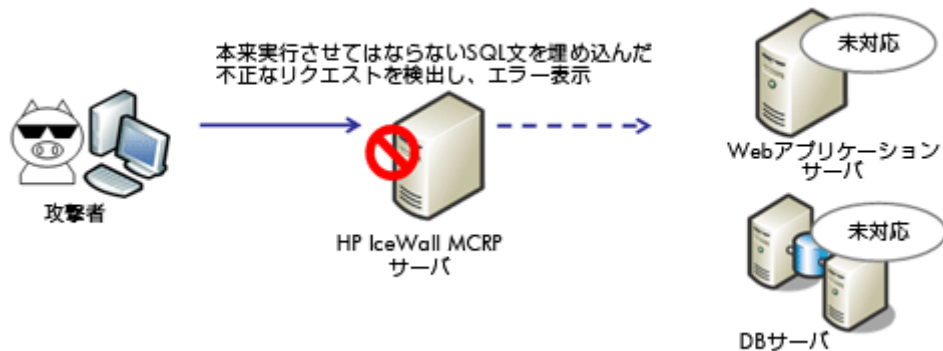 本来実行させてはならないSQL文を埋め込んだ
不正なリクエストを検出し、エラー表示
未対応
攻撃者
HP IceWall MCRP
サーバ
Webアプリケーション
サーバ
未対応
DBサーバ